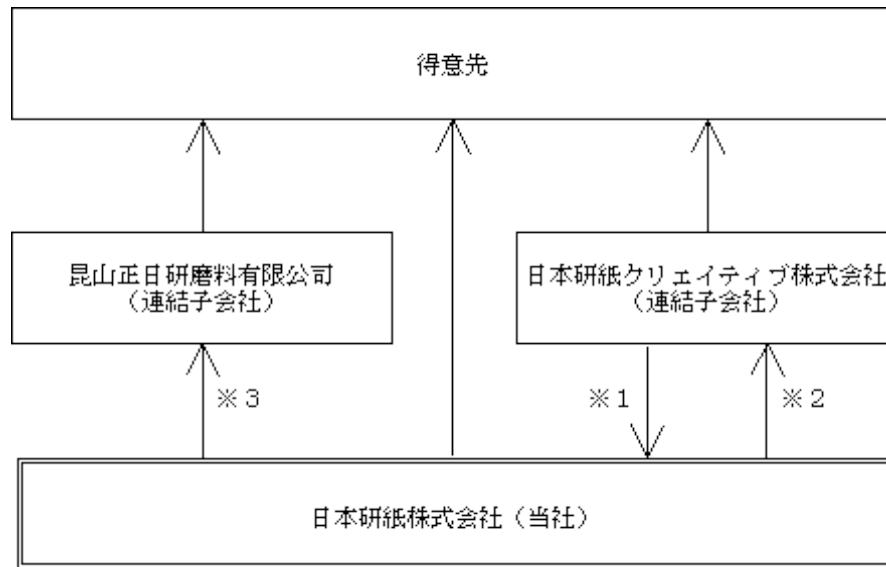 得意先
昆山正日研磨料有限公司
（連結子会社）
日本研紙クリェイティブ株式会社
（連結子会社）
※３
※１
※２
日本研紙株式会社（当社）